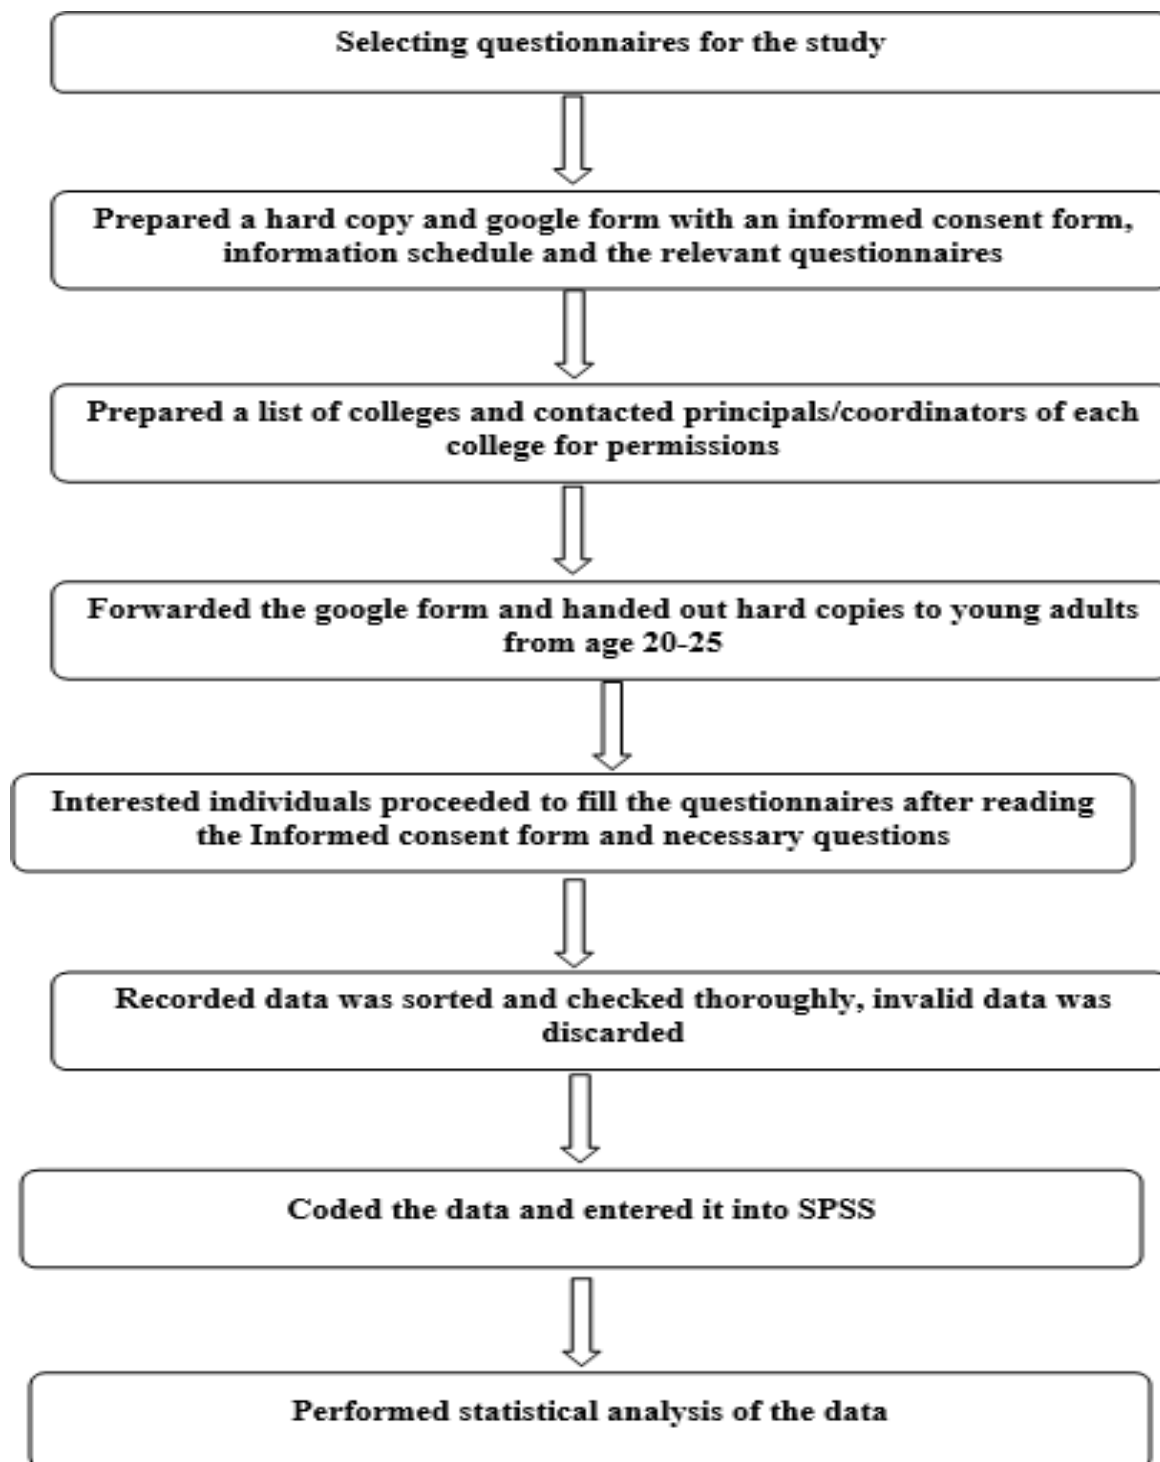 Selecting questionnaires for the study
Prepared a hard copy and google form with an informed consent form,
information schedule and the relevant questionnaires
Prepared a list of colleges and contacted principals/coordinators of each
college for permissions
Forwarded the google form and handed out hard copies to young adults
from age 20-25
Interested individuals proceeded to fill the questionnaires after reading
the Informed consent form and necessary questions
Recorded data was sorted and checked thoroughly, invalid data was
discarded
Coded the data and entered it into SPSS
Performed statistical analysis of the data